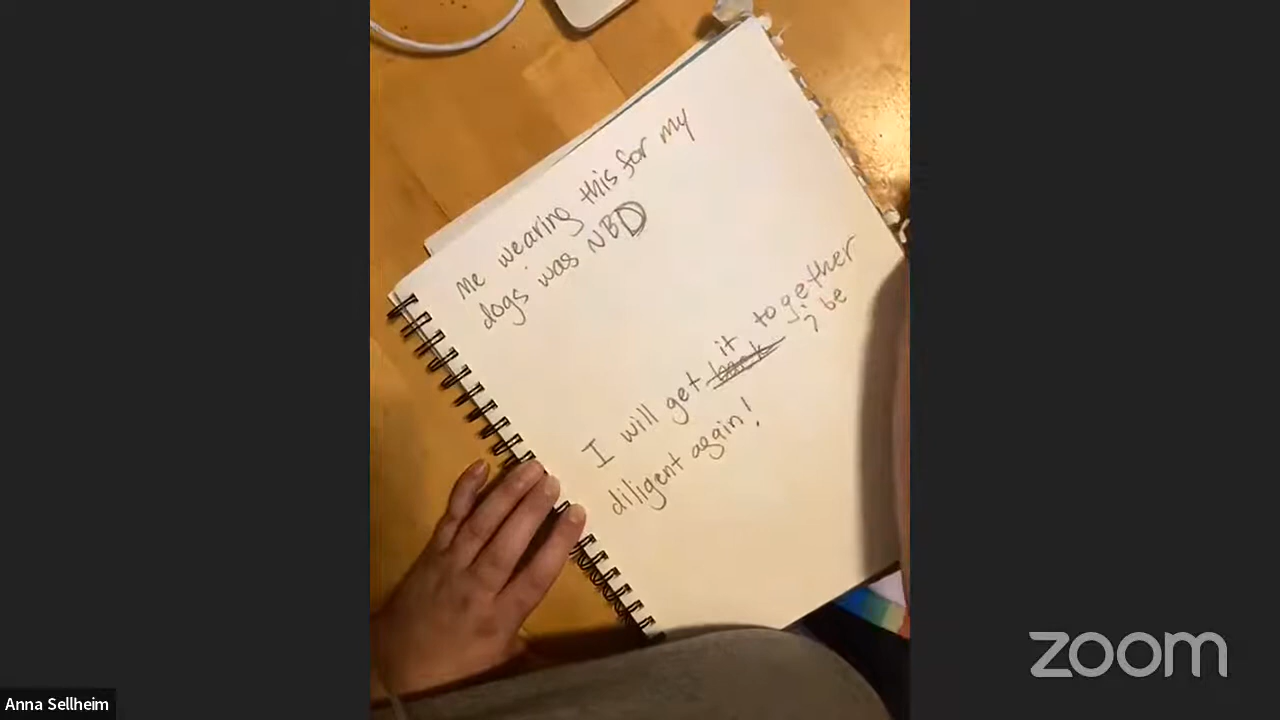 me wearing this for my
dogs was NBD
I will get it together
? be
diligent again!
Anna Sellheim
zoom